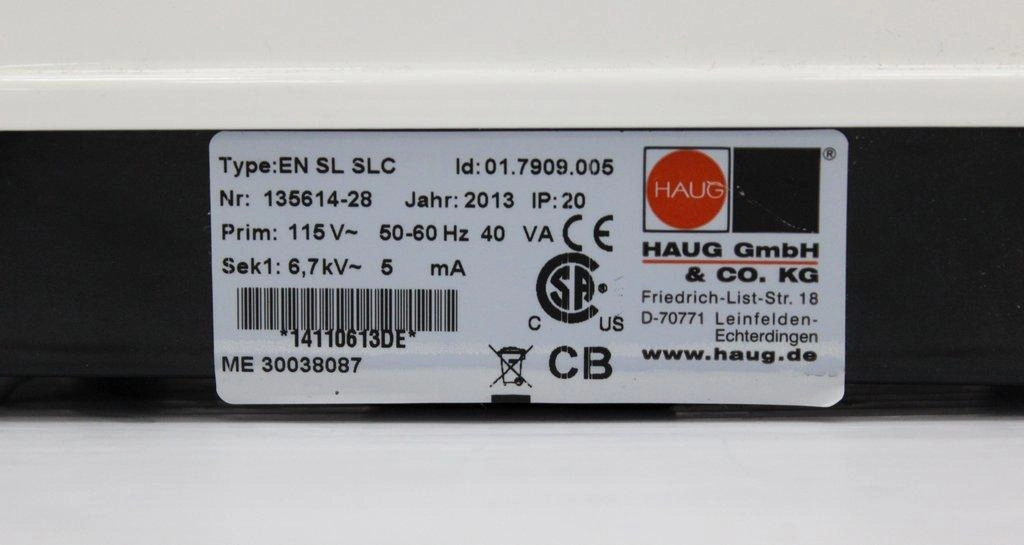 Type:EN SL SLC Id:01.7909.005
Nr: 135614-28 Jahr: 2013 IP:20
Prim: 115 V~ 50-60 Hz 40 VA CE
Sek1: 6,7kV~ 5 mA
*14110613DE*
ME 30038087
C SA ® US
CB
HAUG ®
HAUG GmbH
& CO. KG
Friedrich-List-Str. 18
D-70771 Leinfelden-
Echterdingen
www.haug.de